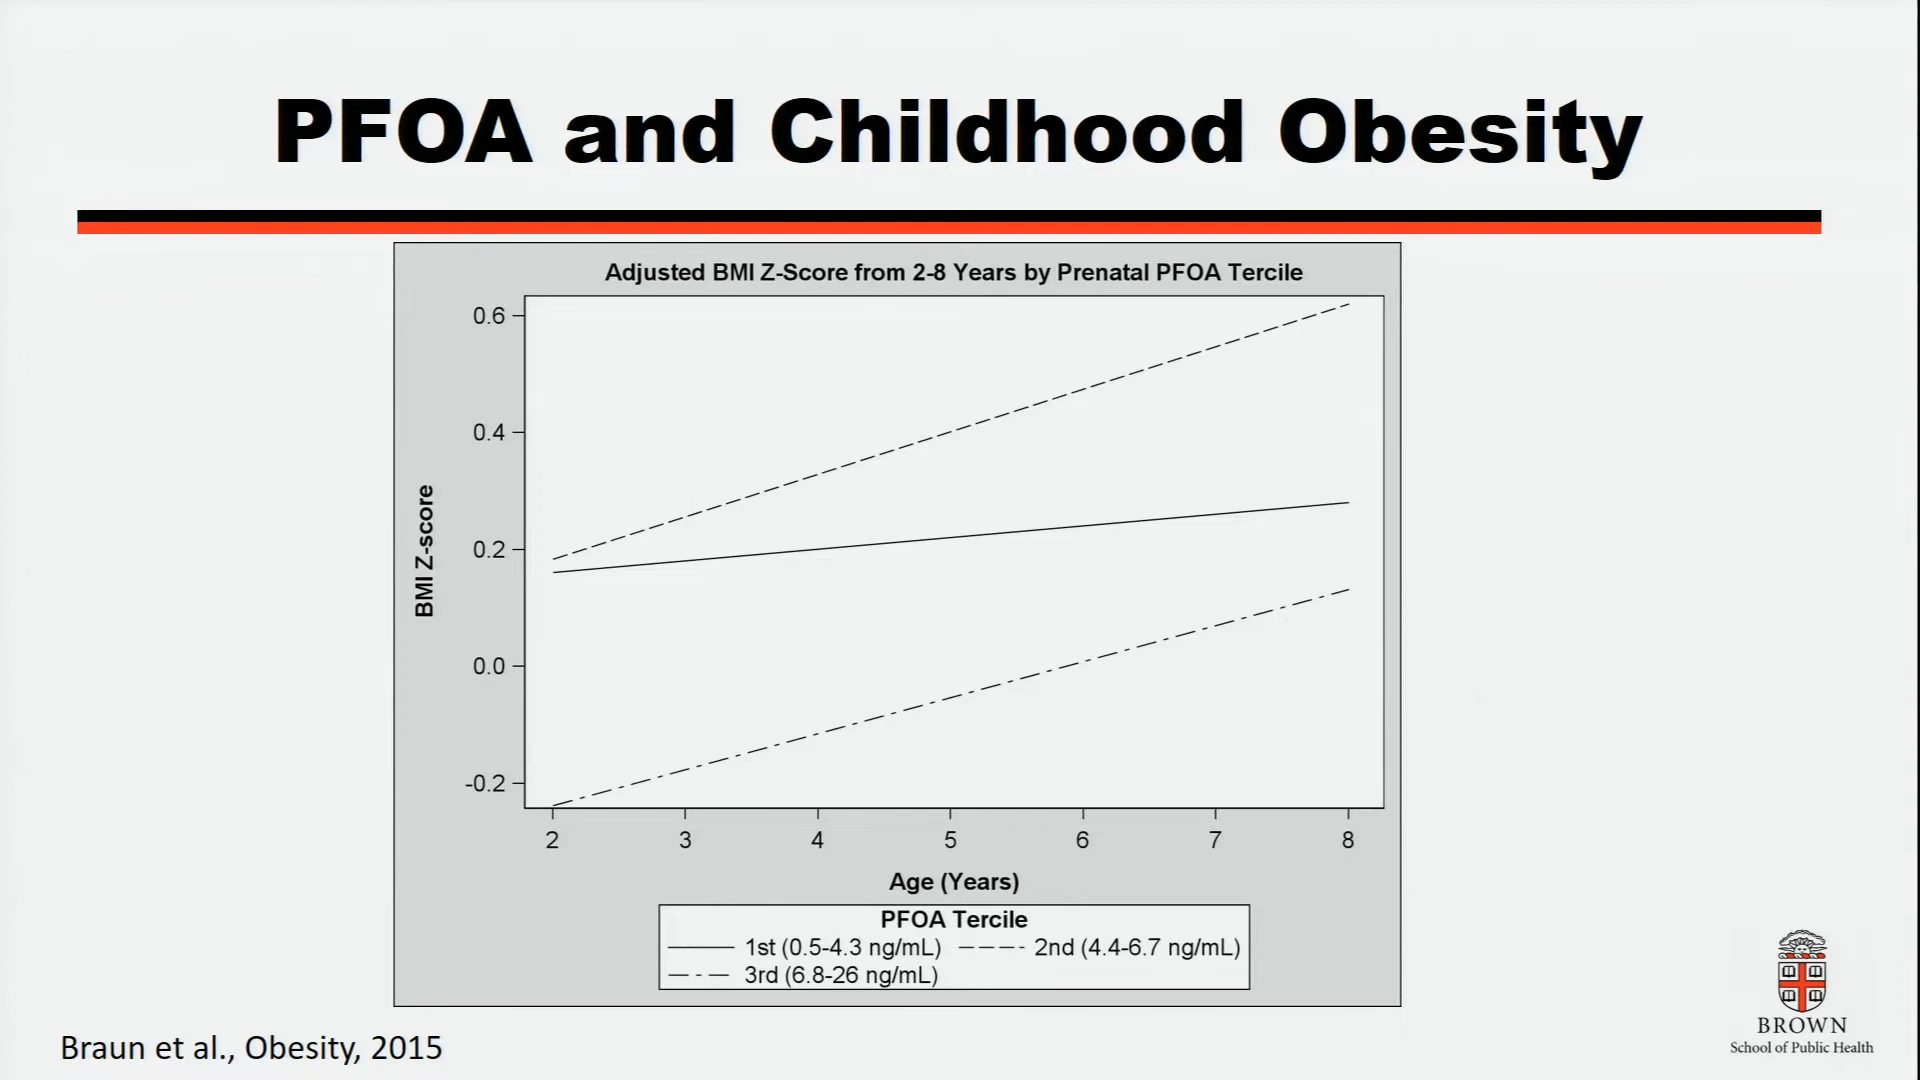 PFOA and Childhood Obesity
Adjusted BMI Z-Score from 2-8 Years by Prenatal PFOA Tercile
0.6
0.4
0.2
0.0
-0.2
BMI Z-score
2 3 4 5 6 7 8
Age (Years)
PFOA Tercile
1st (0.5-4.3 ng/mL) 2nd (4.4-6.7 ng/mL)
3rd (6.8-26 ng/mL)
Braun et al., Obesity, 2015
BROWN
School of Public Health